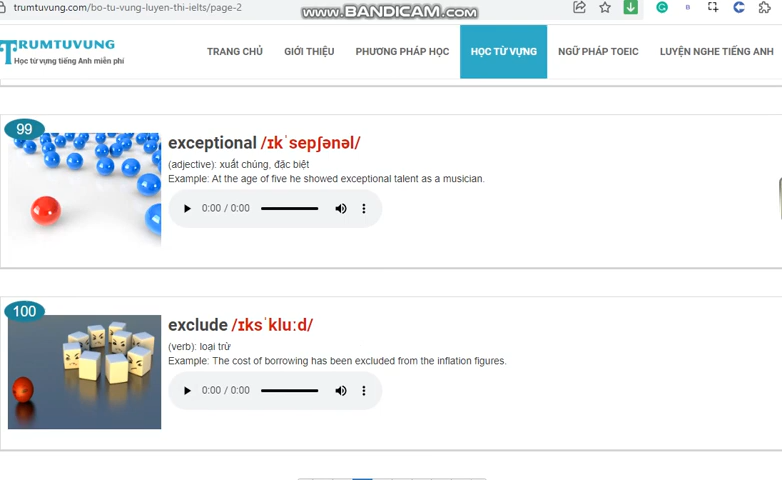 trumtuvung.com/bo-tu-vung-luyen-thi-ielts/page-2
www.BANDICAM.com
TRUMTUVUNG
Học từ vựng tiếng Anh miễn phí
TRANG CHỦ GIỚI THIỆU PHƯƠNG PHÁP HỌC HỌC TỪ VỰNG NGỮ PHÁP TOEIC LUYỆN NGHE TIẾNG ANH
99
exceptional /ɪkˈsepʃənəl/
(adjective): xuất chúng, đặc biệt
Example: At the age of five he showed exceptional talent as a musician.
0:00 / 0:00
100
exclude /ɪksˈkluːd/
(verb): loại trừ
Example: The cost of borrowing has been excluded from the inflation figures.
0:00 / 0:00